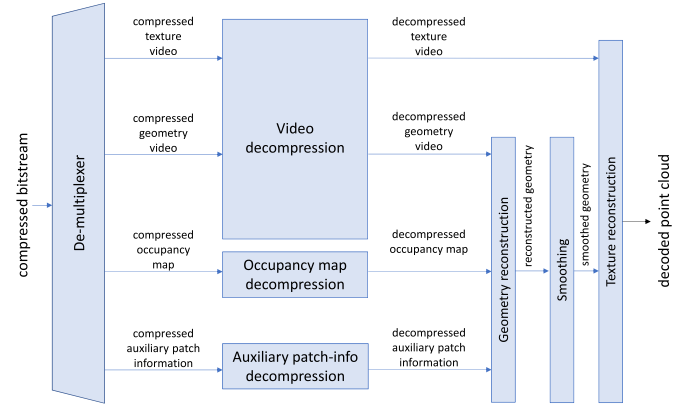 compressed bitstream
De-multiplexer
compressed
texture
video
compressed
geometry
video
compressed
occupancy
map
compressed
auxiliary patch
information
Video
decompression
Occupancy map
decompression
Auxiliary patch-info
decompression
decompressed
texture
video
decompressed
geometry
video
decompressed
occupancy map
decompressed
auxiliary patch
information
Geometry reconstruction
reconstructed geometry
Smoothing
smoothed geometry
Texture reconstruction
decoded point cloud